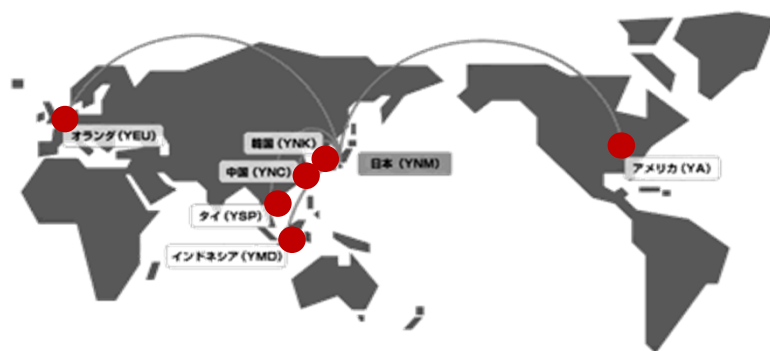 オランダ(YEU)
韓国(YNK)
日本(YNM)
中国(YNC)
アメリカ(YA)
タイ(YSP)
インドネシア(YMD)